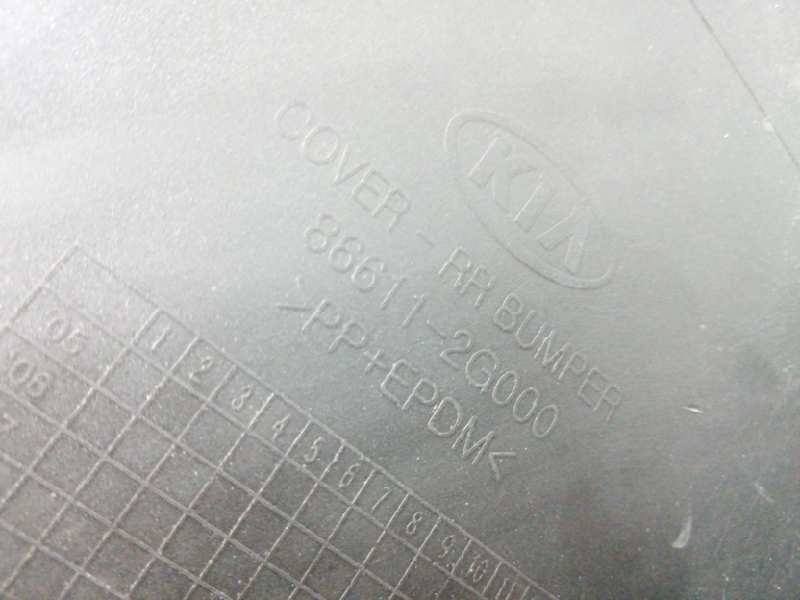 KIA
COVER - RR BUMPER
86611-2G000
>PP+EPDM<
1 2 3 4 5 6 7 8 9 10 11
'05
'06
7